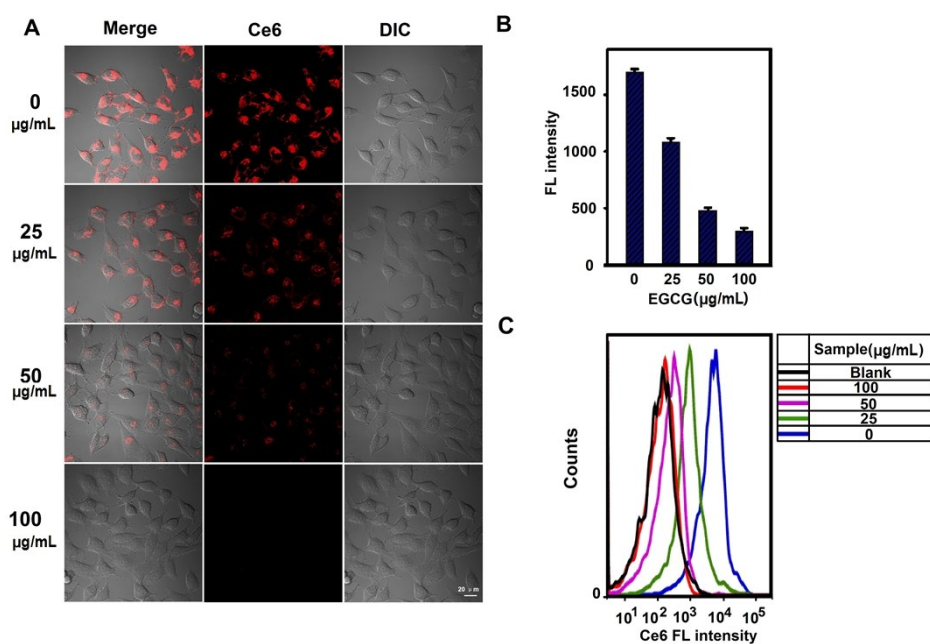 A
Merge
Ce6
DIC
0
µg/mL
25
µg/mL
50
µg/mL
100
µg/mL
20 μm
B
FL intensity
1500
1000
500
0
0 25 50 100
EGCG(µg/mL)
C
Counts
0
10¹ 10² 10³ 10⁴ 10⁵
Ce6 FL intensity
Sample(µg/mL)
Blank
100
50
25
0